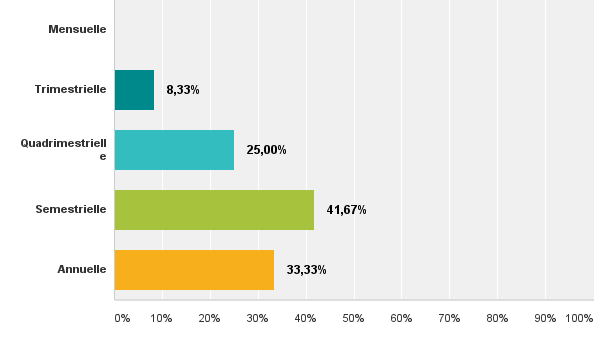 Mensuelle
Trimestrielle 8,33%
Quadrimestriell
e 25,00%
Semestrielle 41,67%
Annuelle 33,33%
0% 10% 20% 30% 40% 50% 60% 70% 80% 90% 100%